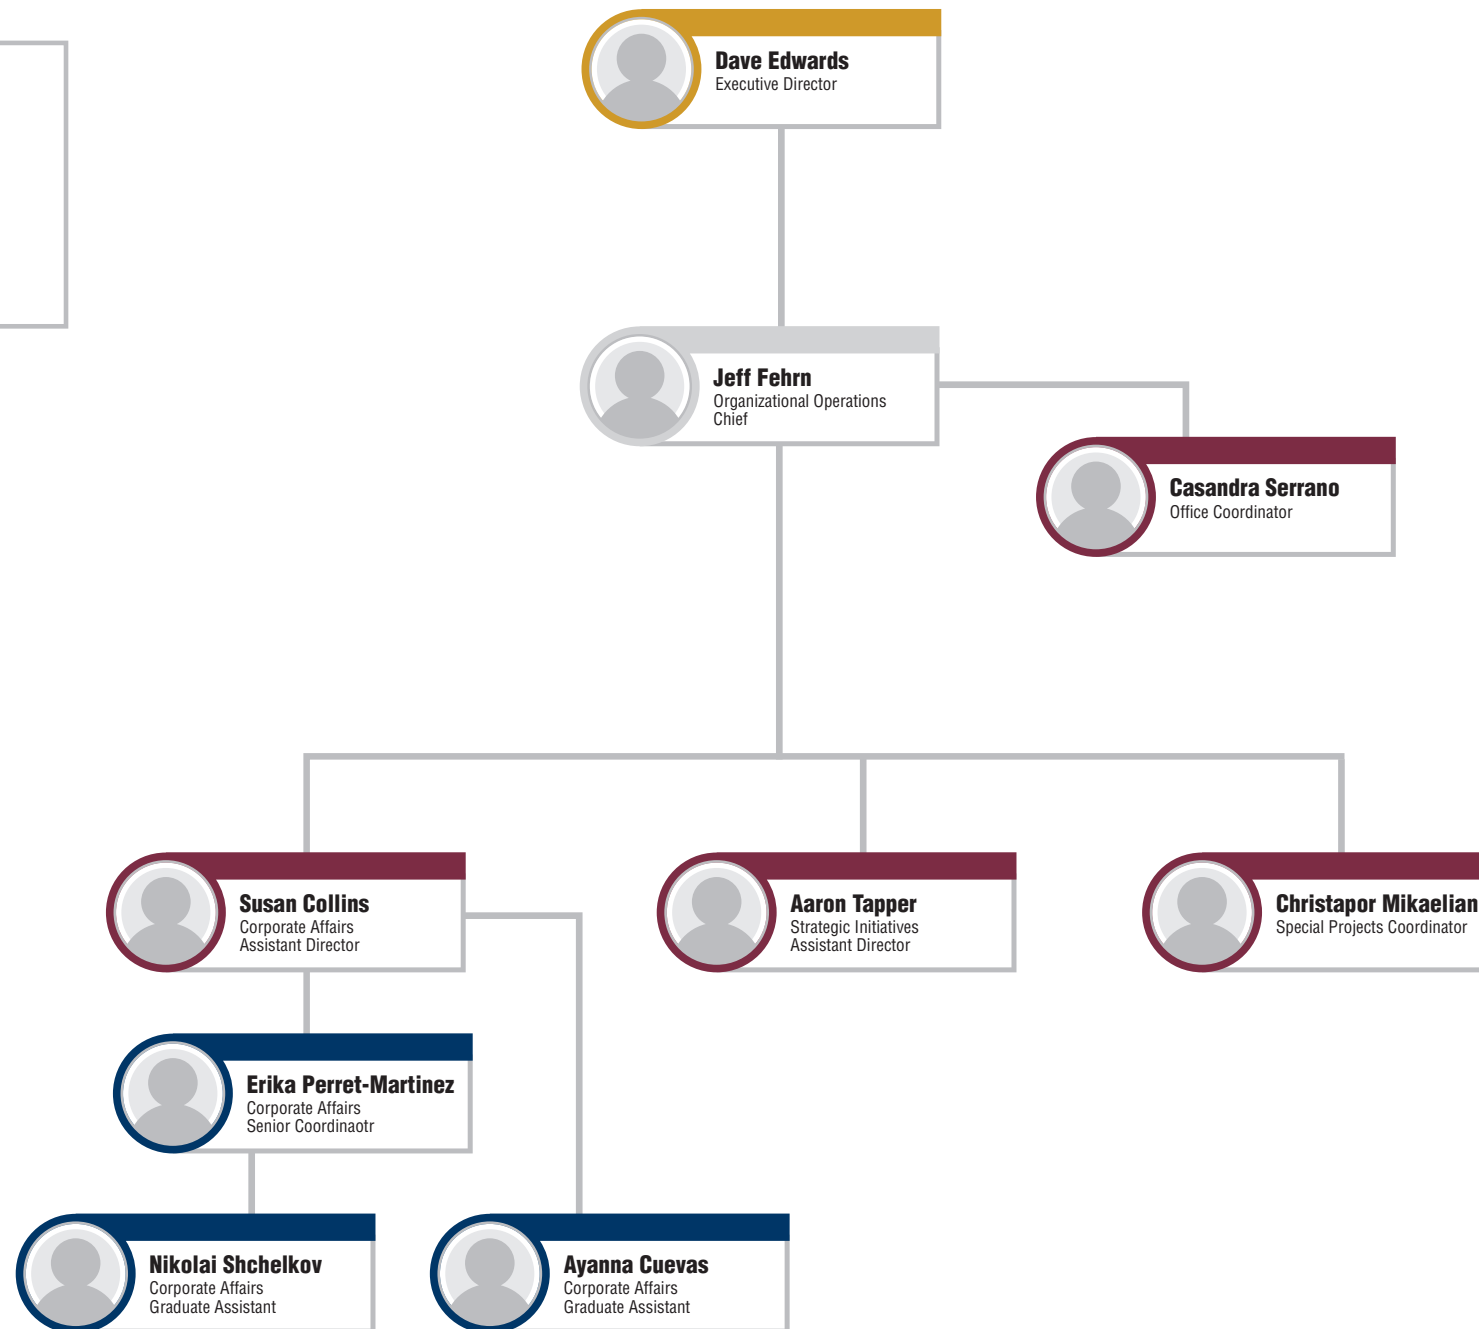 Dave Edwards
Executive Director
Jeff Fehrn
Organizational Operations
Chief
Casandra Serrano
Office Coordinator
Susan Collins
Corporate Affairs
Assistant Director
Aaron Tapper
Strategic Initiatives
Assistant Director
Christapor Mikaelian
Special Projects Coordinator
Erika Perret-Martinez
Corporate Affairs
Senior Coordinaotr
Nikolai Shchelkov
Corporate Affairs
Graduate Assistant
Ayanna Cuevas
Corporate Affairs
Graduate Assistant